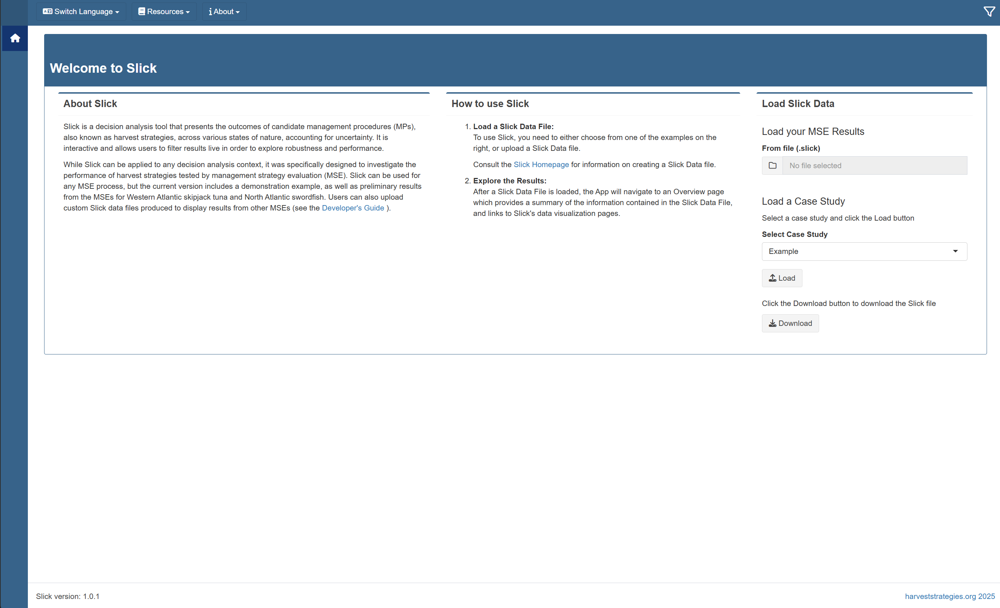 Switch Language
Resources
About
Welcome to Slick
About Slick
Slick is a decision analysis tool that presents the outcomes of candidate management procedures (MPs),
also known as harvest strategies, across various states of nature, accounting for uncertainty. It is
interactive and allows users to filter results live in order to explore robustness and performance.
While Slick can be applied to any decision analysis context, it was specifically designed to investigate the
performance of harvest strategies tested by management strategy evaluation (MSE). Slick can be used for
any MSE process, but the current version includes a demonstration example, as well as preliminary results
from the MSEs for Western Atlantic skipjack tuna and North Atlantic swordfish. Users can also upload
custom Slick data files produced to display results from other MSEs (see the Developer's Guide ).
How to use Slick
1. Load a Slick Data File:
To use Slick, you need to either choose from one of the examples on the
right, or upload a Slick Data file.
Consult the Slick Homepage for information on creating a Slick Data file.
2. Explore the Results:
After a Slick Data File is loaded, the App will navigate to an Overview page
which provides a summary of the information contained in the Slick Data File,
and links to Slick's data visualization pages.
Load Slick Data
Load your MSE Results
From file (.slick)
No file selected
Load a Case Study
Select a case study and click the Load button
Select Case Study
Example
Load
Click the Download button to download the Slick file
Download
Slick version: 1.0.1
harveststrategies.org 2025